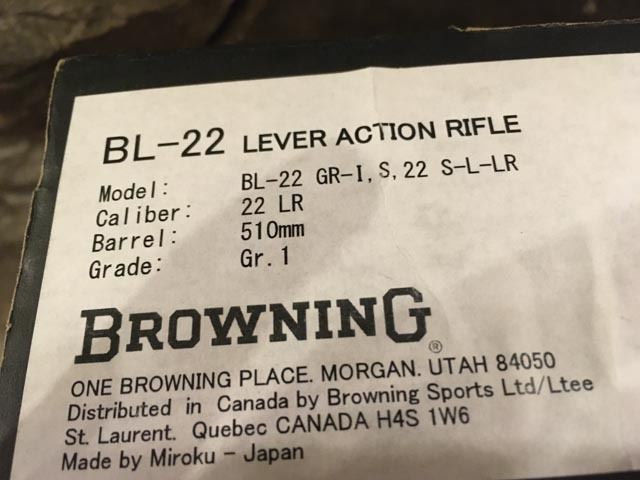 BL-22 LEVER ACTION RIFLE
Model: BL-22 GR-I, S, 22 S-L-LR
Caliber: 22 LR
Barrel: 510mm
Grade: Gr. 1
BROWNING®
ONE BROWNING PLACE. MORGAN. UTAH 84050
Distributed in Canada by Browning Sports Ltd/Ltee
St. Laurent. Quebec CANADA H4S 1W6
Made by Miroku - Japan